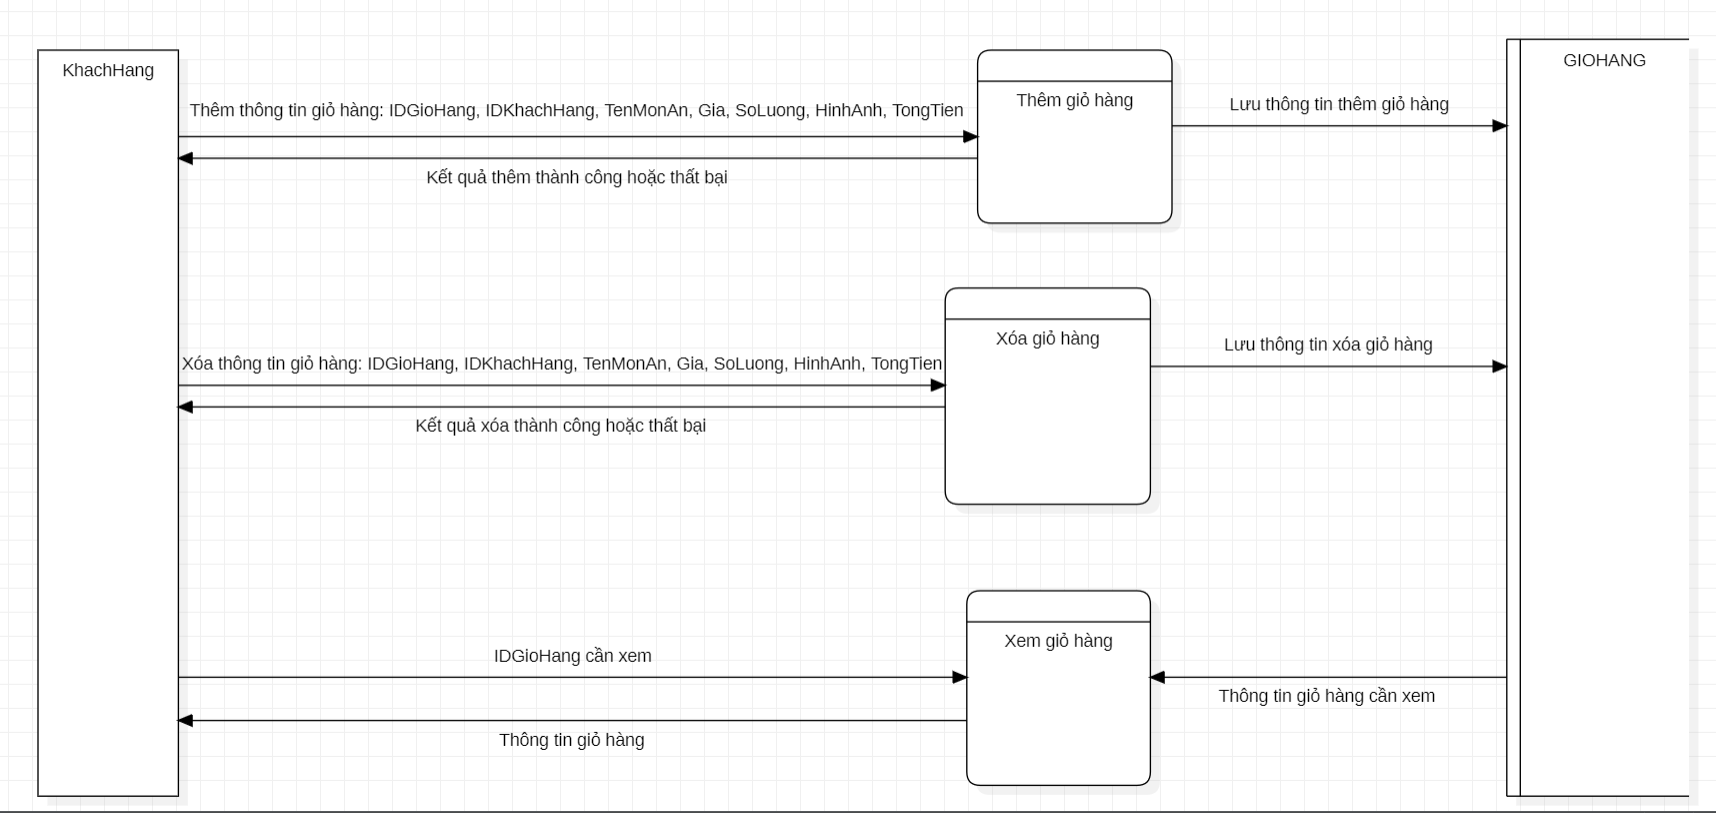 KhachHang
Thêm thông tin giỏ hàng: IDGioHang, IDKhachHang, TenMonAn, Gia, SoLuong, HinhAnh, TongTien
Kết quả thêm thành công hoặc thất bại
Thêm giỏ hàng
Lưu thông tin thêm giỏ hàng
GIOHANG
Xóa thông tin giỏ hàng: IDGioHang, IDKhachHang, TenMonAn, Gia, SoLuong, HinhAnh, TongTien
Kết quả xóa thành công hoặc thất bại
Xóa giỏ hàng
Lưu thông tin xóa giỏ hàng
IDGioHang cần xem
Thông tin giỏ hàng
Xem giỏ hàng
Thông tin giỏ hàng cần xem